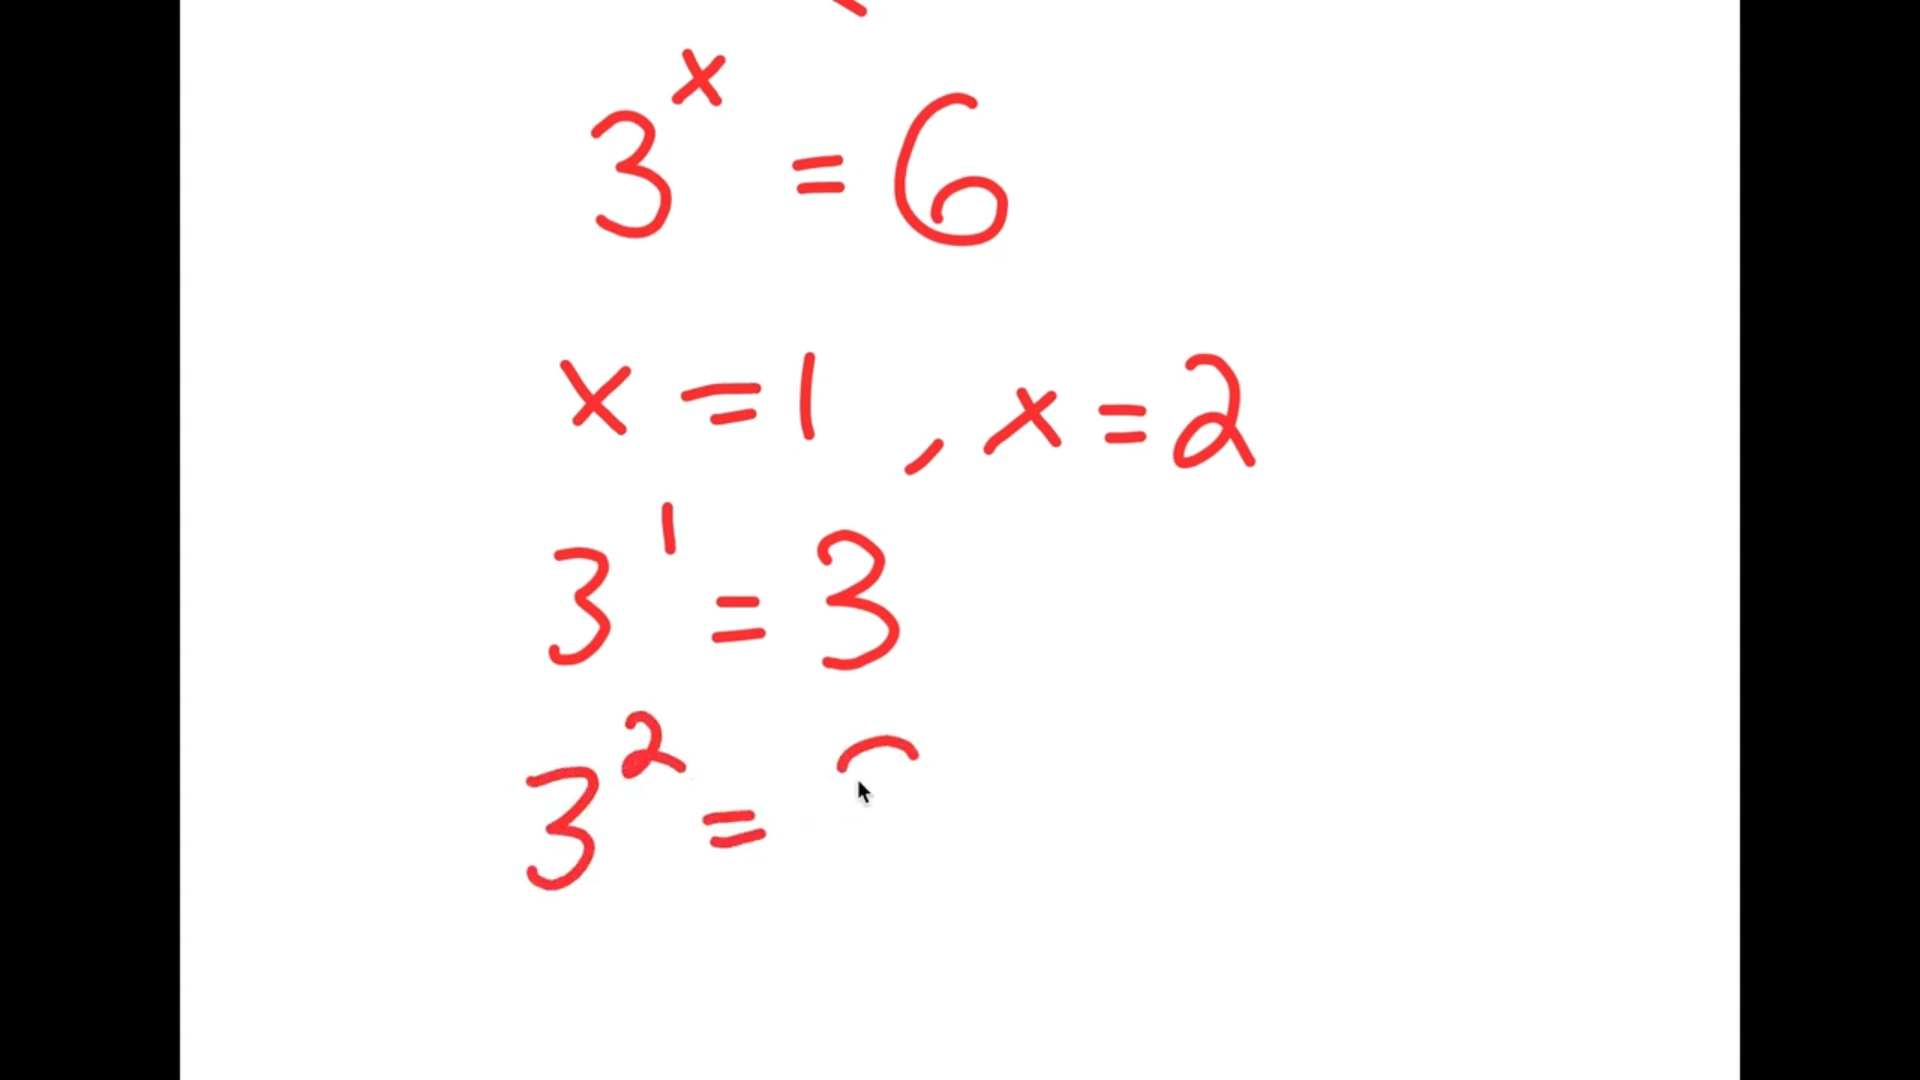 3^x = 6
x = 1 , x = 2
3^1 = 3
3^2 =